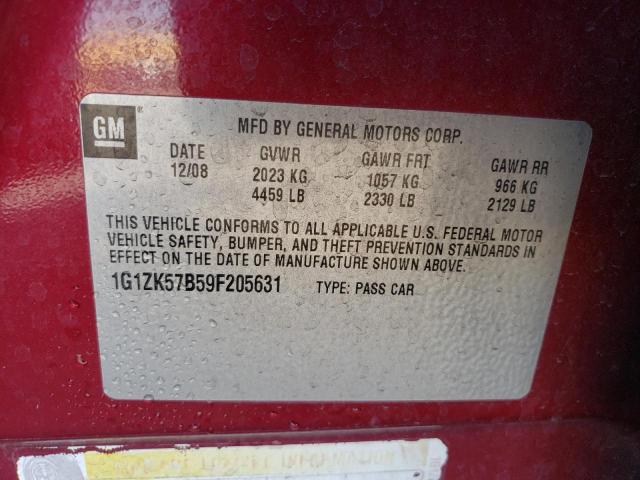 GM ®
MFD BY GENERAL MOTORS CORP.
DATE GVWR GAWR FRT GAWR RR
12/08 2023 KG 1057 KG 966 KG
4459 LB 2330 LB 2129 LB
THIS VEHICLE CONFORMS TO ALL APPLICABLE U.S. FEDERAL MOTOR
VEHICLE SAFETY, BUMPER, AND THEFT PREVENTION STANDARDS IN
EFFECT ON THE DATE OF MANUFACTURE SHOWN ABOVE.
1G1ZK57B59F205631 TYPE: PASS CAR
INFORMATION